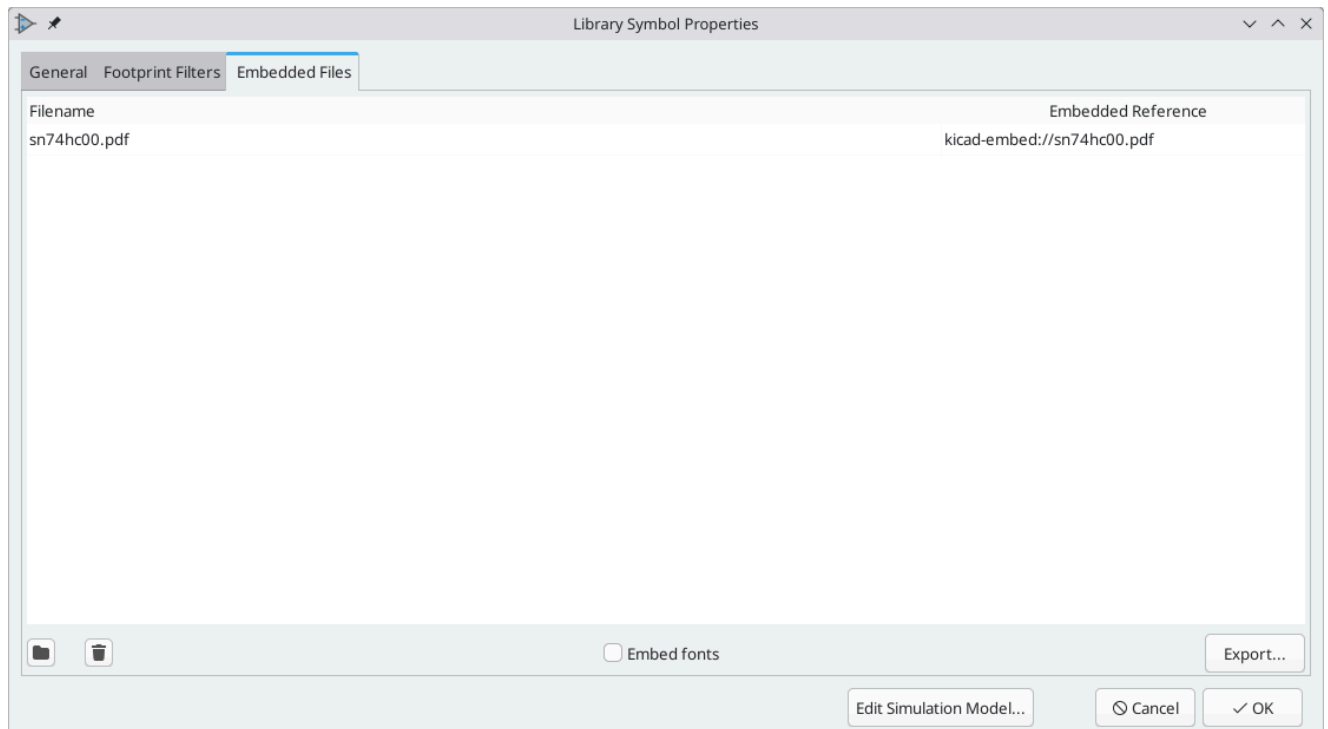 Library Symbol Properties
General Footprint Filters Embedded Files
Filename Embedded Reference
sn74hc00.pdf kicad-embed://sn74hc00.pdf
Embed fonts Export...
Edit Simulation Model... Cancel OK